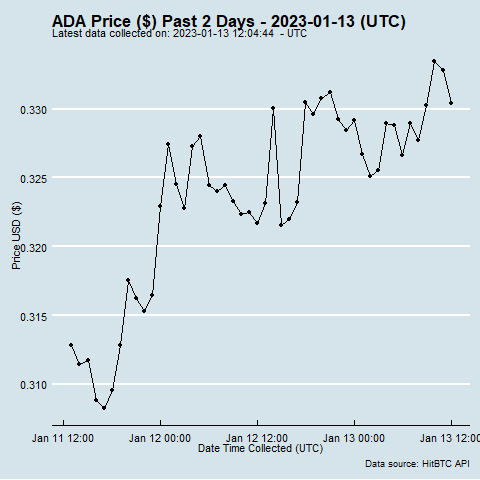 ADA Price ($) Past 2 Days - 2023-01-13 (UTC)
Latest data collected on: 2023-01-13 12:04:44 - UTC
0.330
0.325
0.320
0.315
0.310
Price USD ($)
Jan 11 12:00 Jan 12 00:00 Jan 12 12:00 Jan 13 00:00 Jan 13 12:00
Date Time Collected (UTC)
Data source: HitBTC API